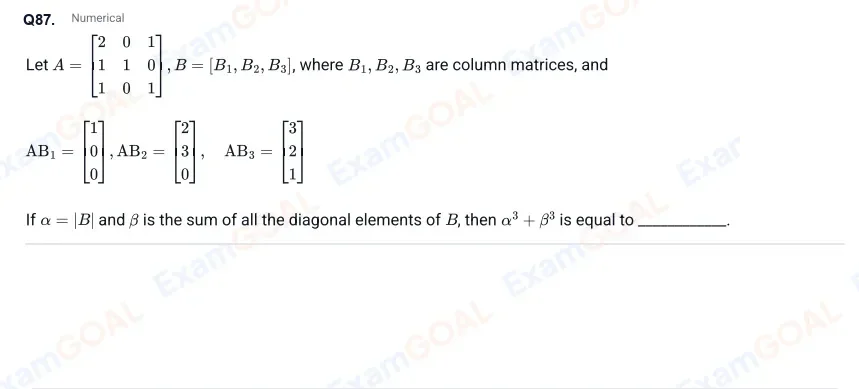 Q87. Numerical
Let A = [2 0 1; 1 1 0; 1 0 1], B = [B₁, B₂, B₃], where B₁, B₂, B₃ are column matrices, and
AB₁ = [1; 0; 0], AB₂ = [2; 3; 0], AB₃ = [3; 2; 1]
If α = |B| and β is the sum of all the diagonal elements of B, then α³ + β³ is equal to ________.
ExamGOAL